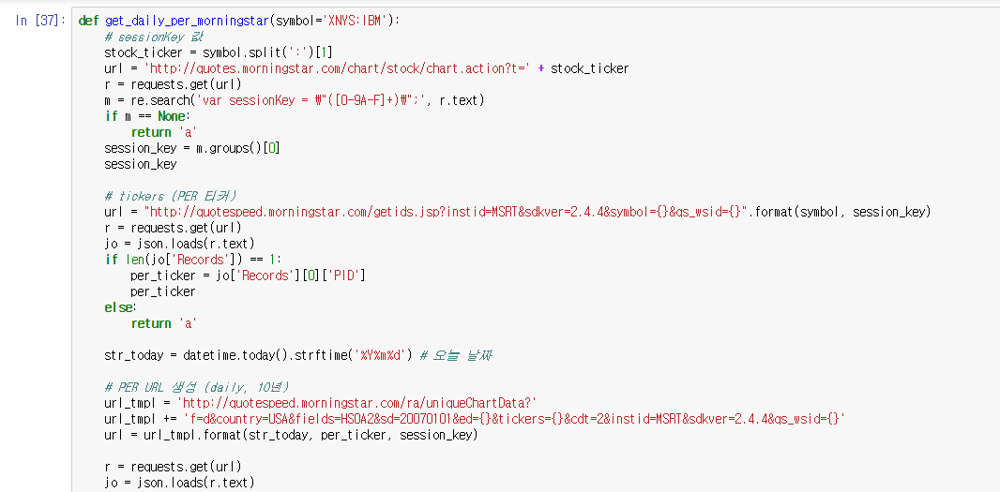 In [37]:
def get_daily_per_morningstar(symbol='XNYS:IBM'):
    # sessionKey 값
    stock_ticker = symbol.split(':')[1]
    url = 'http://quotes.morningstar.com/chart/stock/chart.action?t=' + stock_ticker
    r = requests.get(url)
    m = re.search('var sessionKey = ₩"([0-9A-F]+)₩";', r.text)
    if m == None:
        return 'a'
    session_key = m.groups()[0]
    session_key
    # tickers (PER 티커)
    url = "http://quotespeed.morningstar.com/getids.jsp?instid=MSRT&sdkver=2.4.4&symbol={}&qs_wsid={}".format(symbol, session_key)
    r = requests.get(url)
    jo = json.loads(r.text)
    if len(jo['Records']) == 1:
        per_ticker = jo['Records'][0]['PID']
        per_ticker
    else:
        return 'a'
    str_today = datetime.today().strftime('%Y%m%d') # 오늘 날짜
    # PER URL 생성 (daily, 10년)
    url_tmpl = 'http://quotespeed.morningstar.com/ra/uniqueChartData?'
    url_tmpl += 'f=d&country=USA&fields=HSDA2&sd=20070101&ed={}&tickers={}&cdt=2&instid=MSRT&sdkver=2.4.4&qs_wsid={}'
    url = url_tmpl.format(str_today, per_ticker, session_key)
    r = requests.get(url)
    jo = json.loads(r.text)